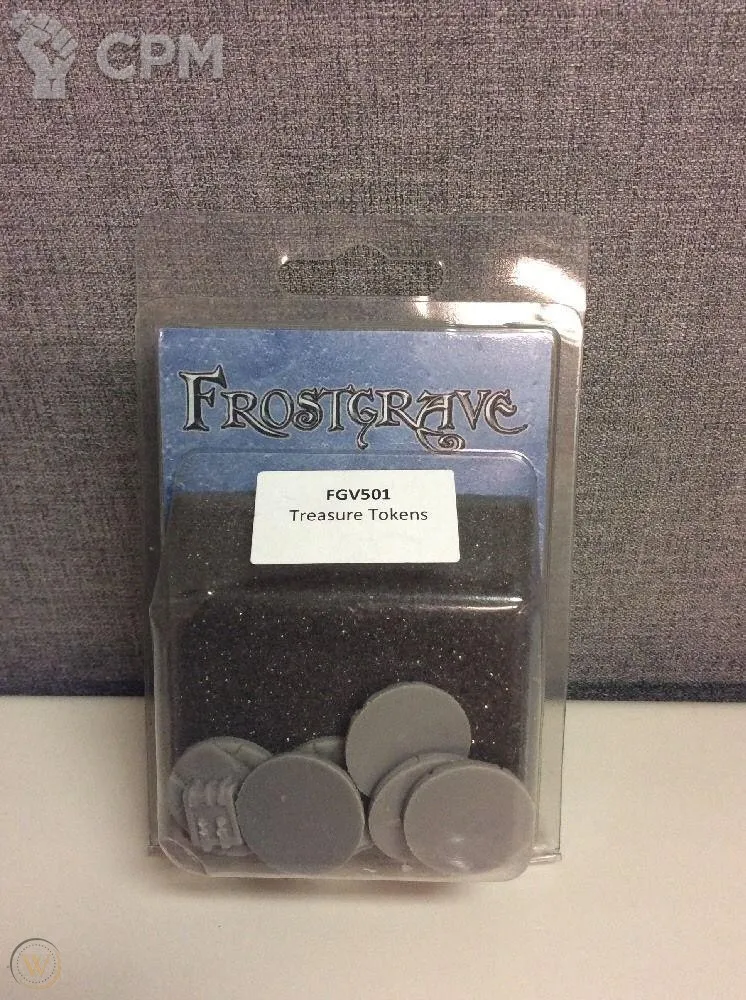 CPM
FROSTGRAVE
FGV501
Treasure Tokens
W